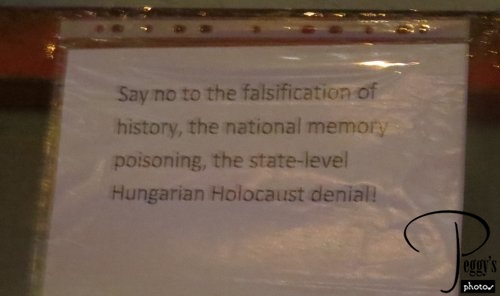 Say no to the falsification of
history, the national memory
poisoning, the state-level
Hungarian Holocaust denial!
Peggy's
photos